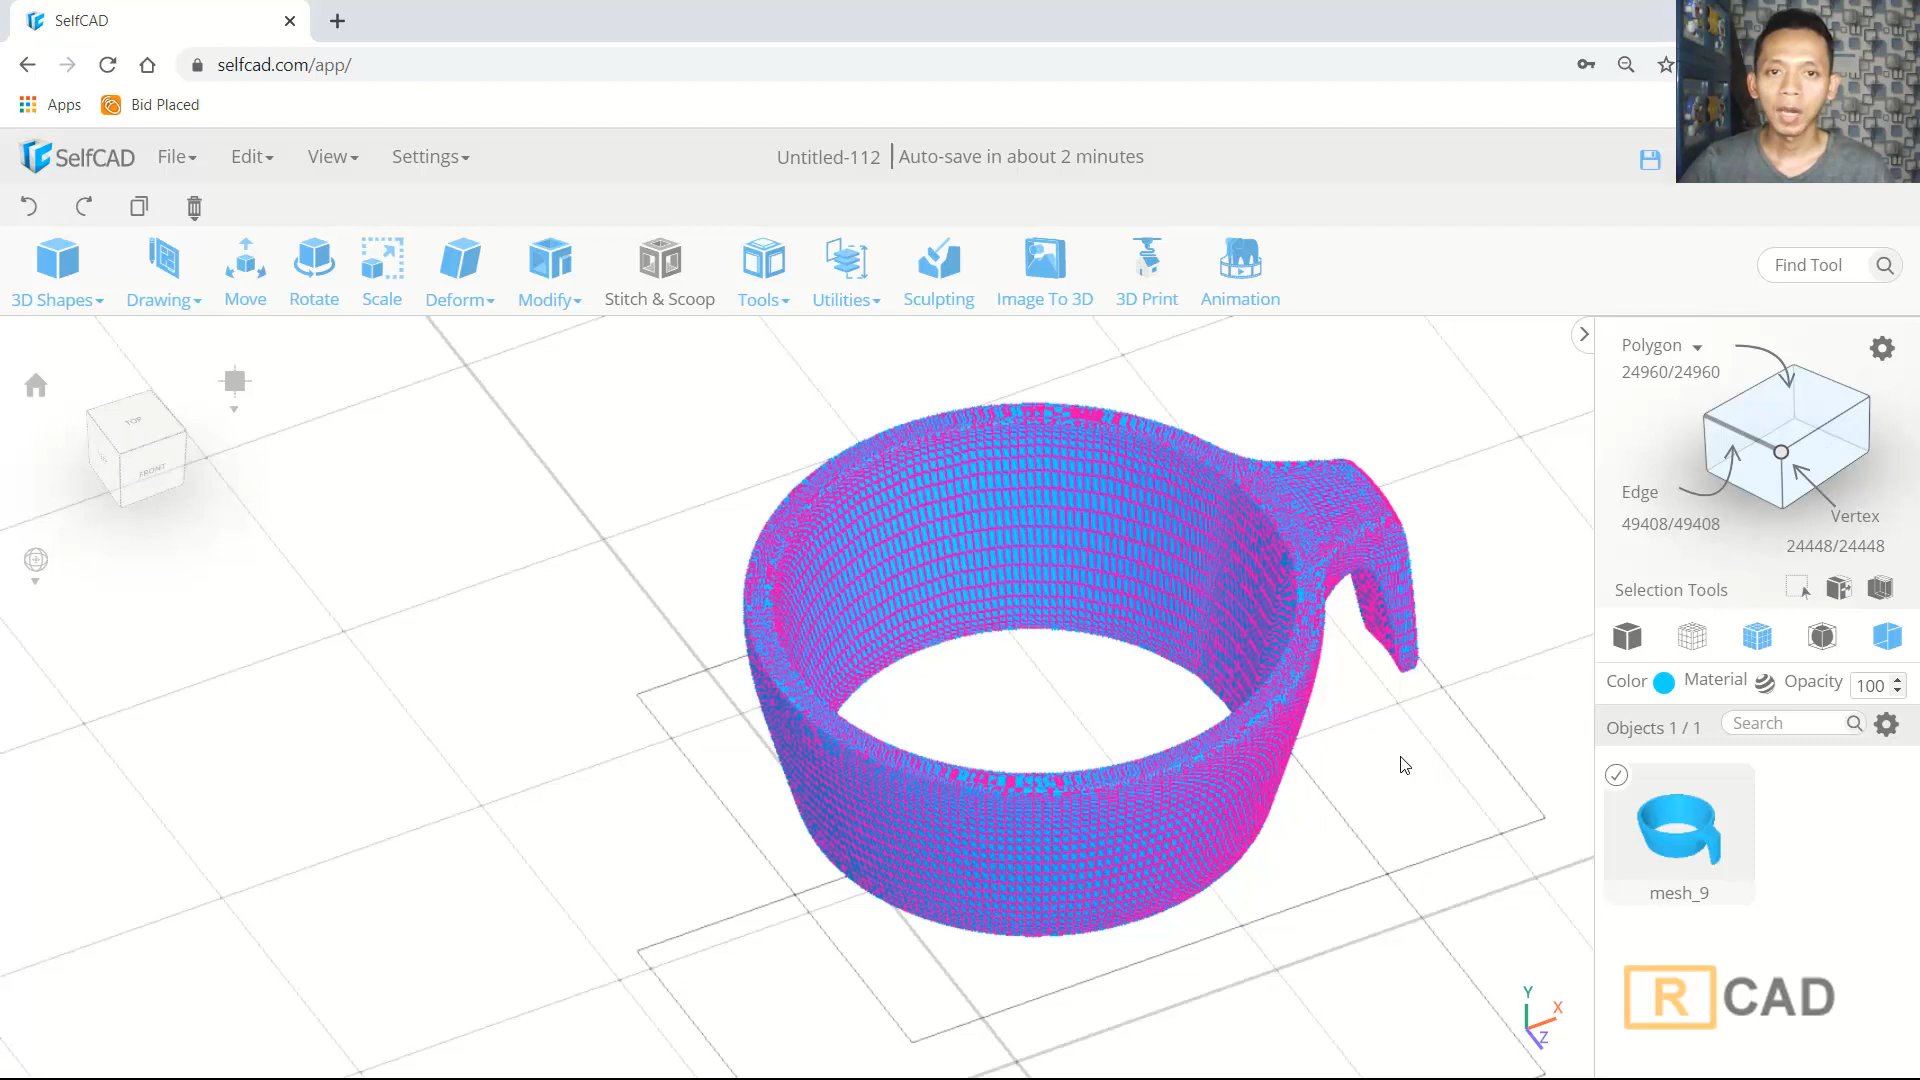 SelfCAD
selfcad.com/app/
Apps
Bid Placed
SelfCAD
File
Edit
View
Settings
Untitled-112
Auto-save in about 2 minutes
3D Shapes
Drawing
Move
Rotate
Scale
Deform
Modify
Stitch & Scoop
Tools
Utilities
Sculpting
Image To 3D
3D Print
Animation
Find Tool
TOP
FRONT
Polygon
24960/24960
Edge
49408/49408
Vertex
24448/24448
Selection Tools
Color
Material
Opacity
100
Objects 1 / 1
Search
mesh_9
Y
X
Z
R CAD